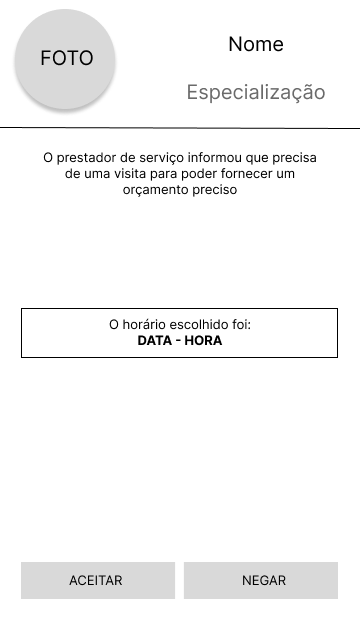 FOTO
Nome
Especialização
O prestador de serviço informou que precisa
de uma visita para poder fornecer um
orçamento preciso
O horário escolhido foi:
DATA - HORA
ACEITAR
NEGAR